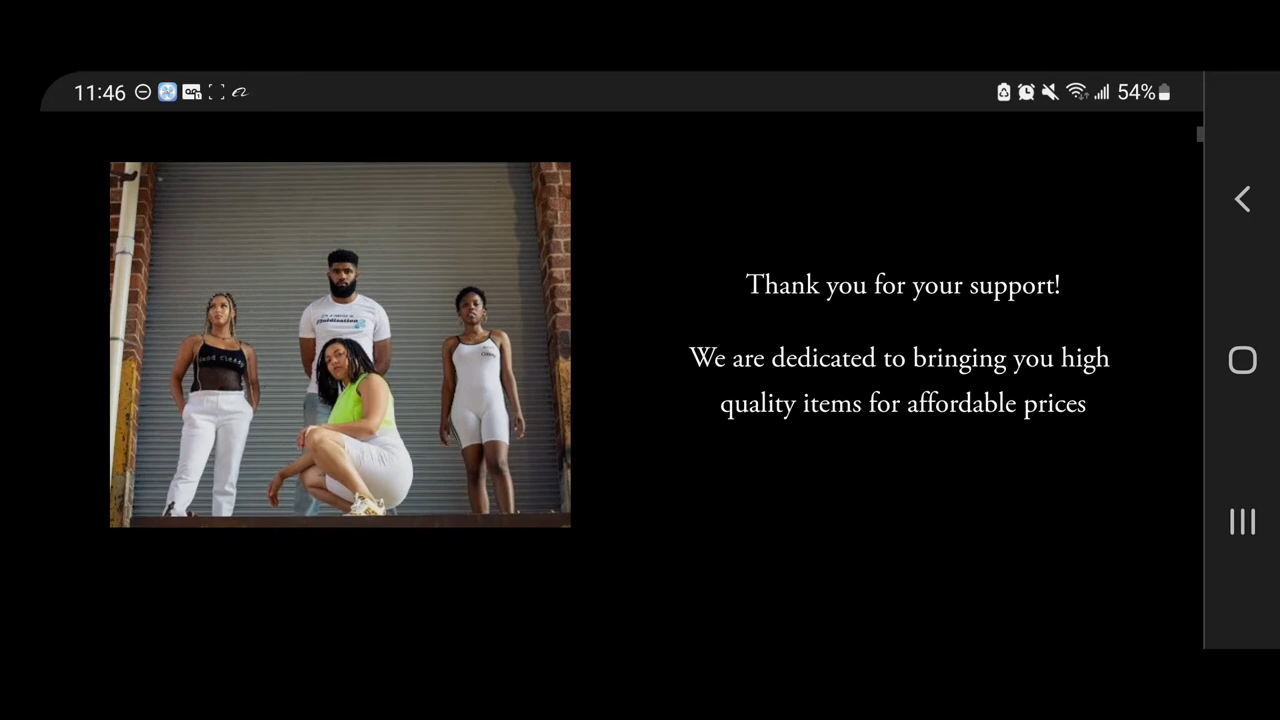 11:46
54%
Thank you for your support!
We are dedicated to bringing you high
quality items for affordable prices